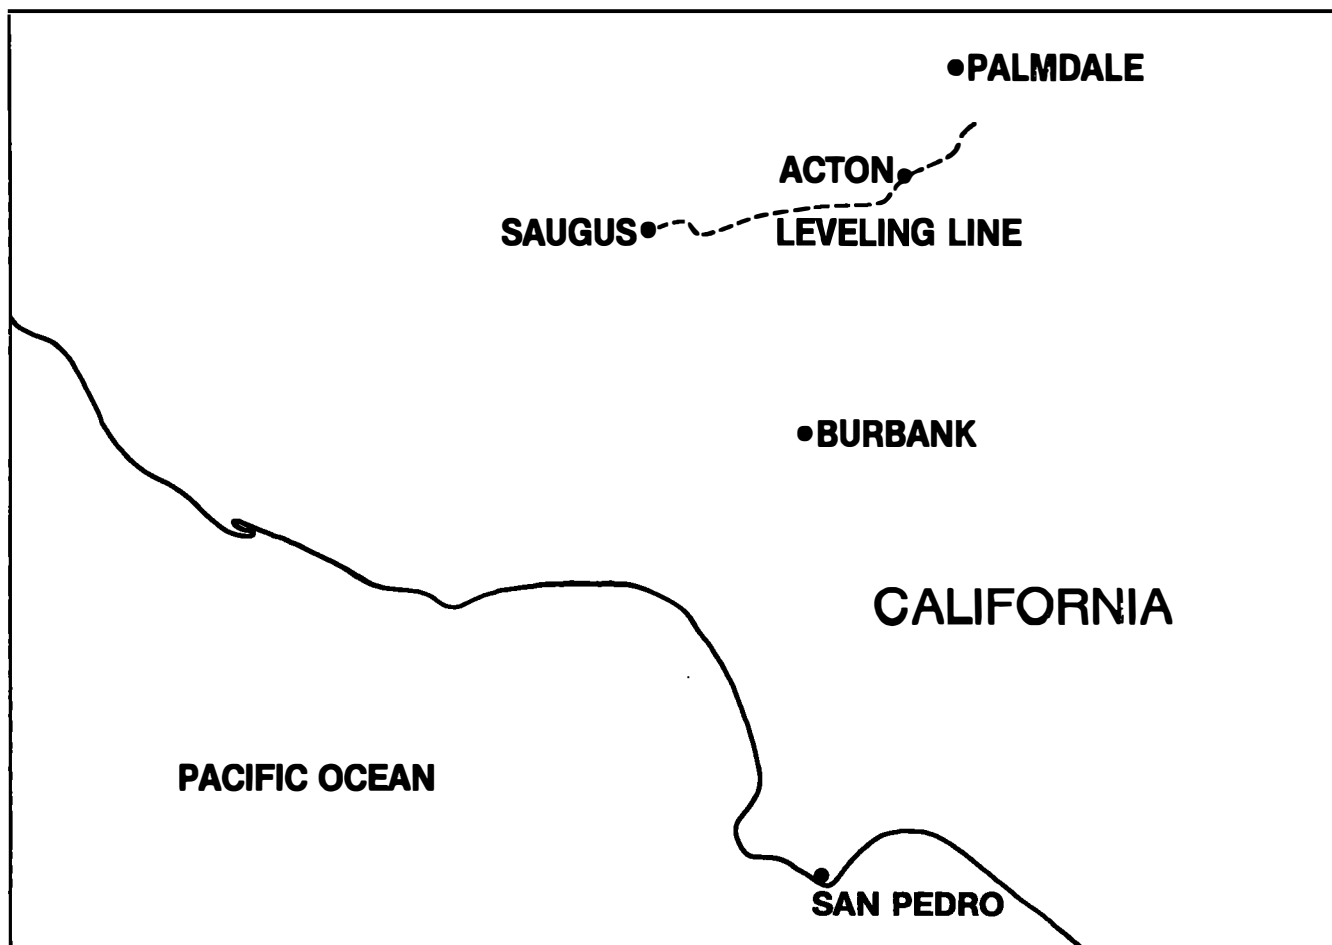 PALMDALE
ACTON
SAUGUS
LEVELING LINE
BURBANK
CALIFORNIA
PACIFIC OCEAN
SAN PEDRO